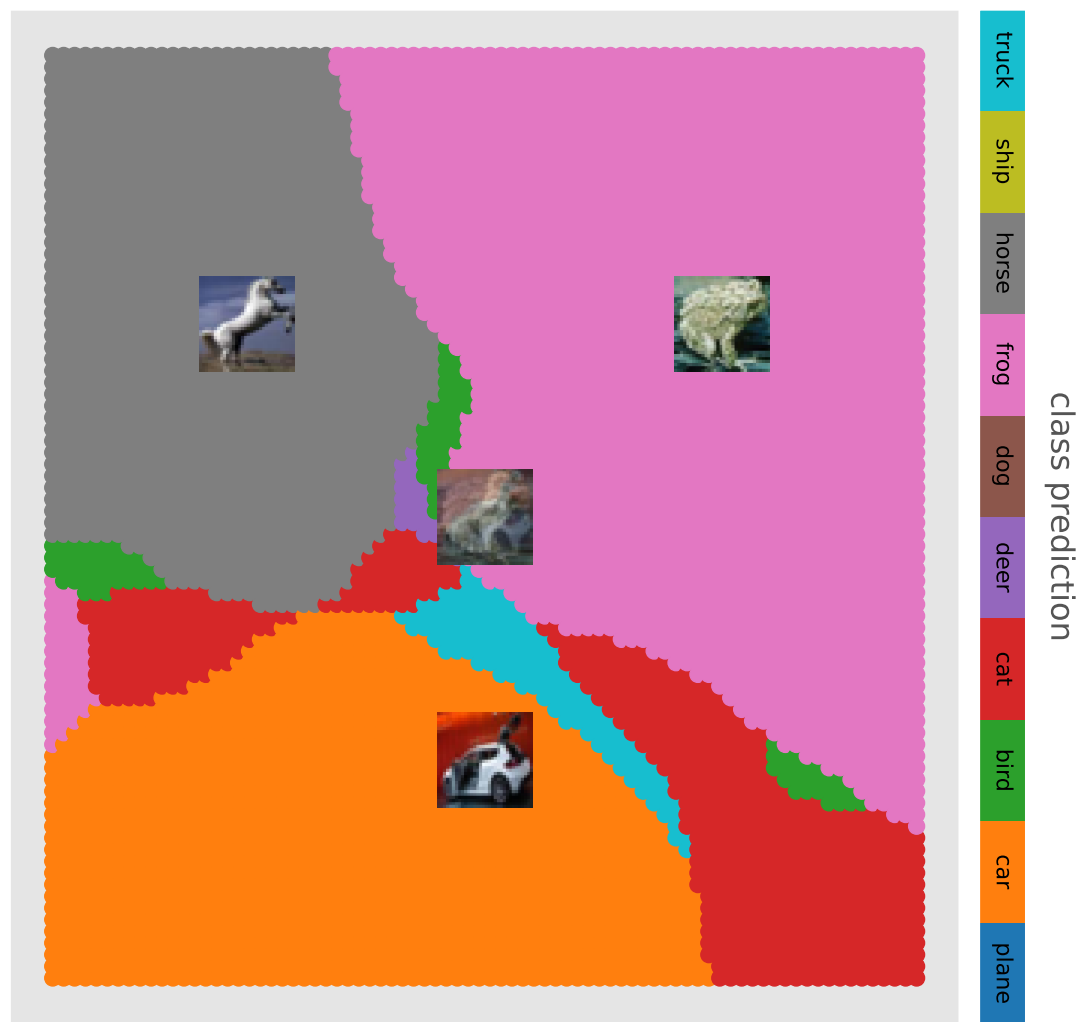 truck
ship
horse
frog
dog
deer
cat
bird
car
plane
class prediction